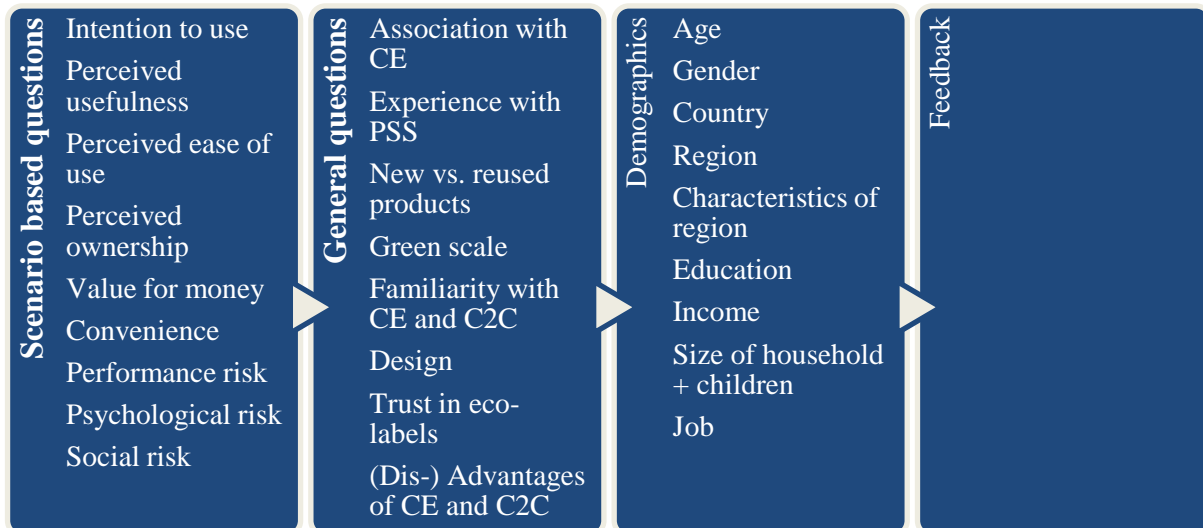 Scenario based questions
Intention to use
Perceived
usefulness
Perceived ease of
use
Perceived
ownership
Value for money
Convenience
Performance risk
Psychological risk
Social risk
General questions
Association with
CE
Experience with
PSS
New vs. reused
products
Green scale
Familiarity with
CE and C2C
Design
Trust in eco-
labels
(Dis-) Advantages
of CE and C2C
Demographics
Age
Gender
Country
Region
Characteristics of
region
Education
Income
Size of household
+ children
Job
Feedback